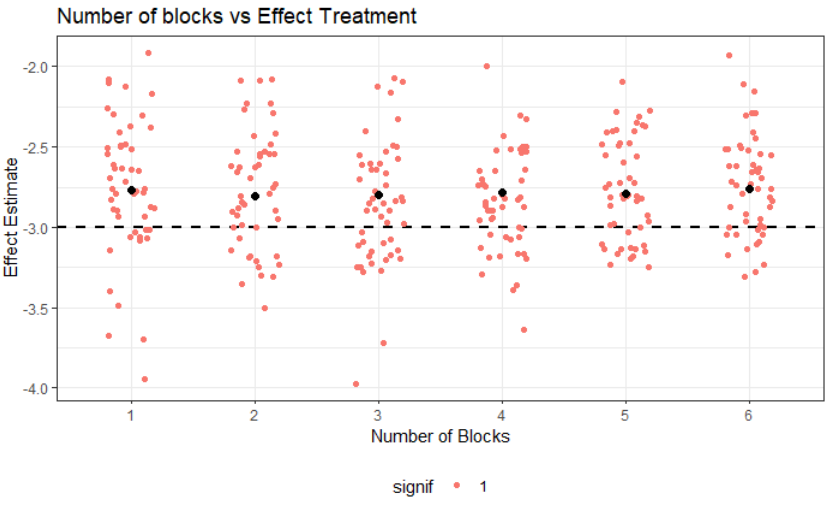 Number of blocks vs Effect Treatment
-2.0
-2.5
-3.0
-3.5
-4.0
Effect Estimate
1 2 3 4 5 6
Number of Blocks
signif 1